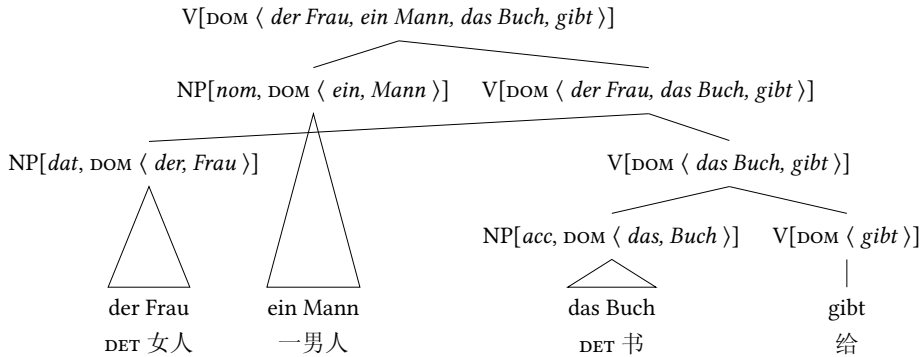 V[DOM ⟨ der Frau, ein Mann, das Buch, gibt ⟩]
NP[nom, DOM ⟨ ein, Mann ⟩] V[DOM ⟨ der Frau, das Buch, gibt ⟩]
NP[dat, DOM ⟨ der, Frau ⟩] V[DOM ⟨ das Buch, gibt ⟩]
NP[acc, DOM ⟨ das, Buch ⟩] V[DOM ⟨ gibt ⟩]
der Frau ein Mann das Buch gibt
DET 女人 一男人 DET 书 给